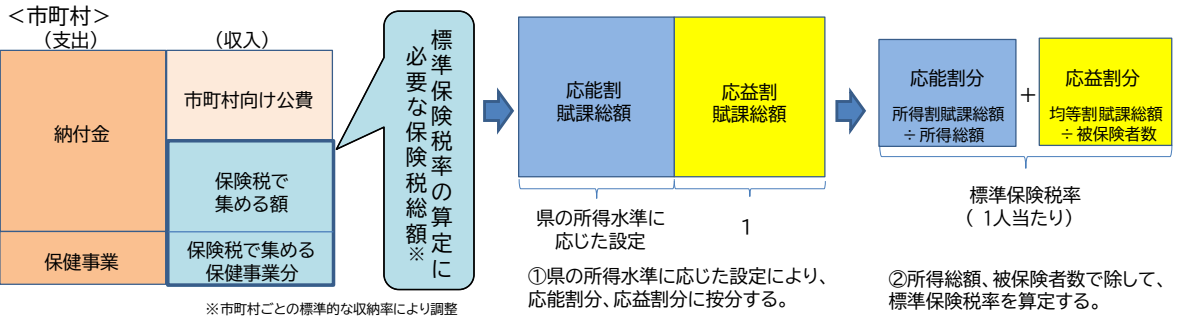 ＜市町村＞
（支出）
（収入）
納付金
市町村向け公費
保険税で
集める額
保健事業
保険税で集める
保健事業分
※市町村ごとの標準的な収納率により調整
標準保険税率の算定に
必要な保険税総額※
応能割
賦課総額
応益割
賦課総額
県の所得水準に
応じた設定
1
①県の所得水準に応じた設定により、
応能割分、応益割分に按分する。
応能割分
所得割賦課総額
÷所得総額
+
応益割分
均等割賦課総額
÷被保険者数
標準保険税率
（ 1人当たり）
②所得総額、被保険者数で除して、
標準保険税率を算定する。